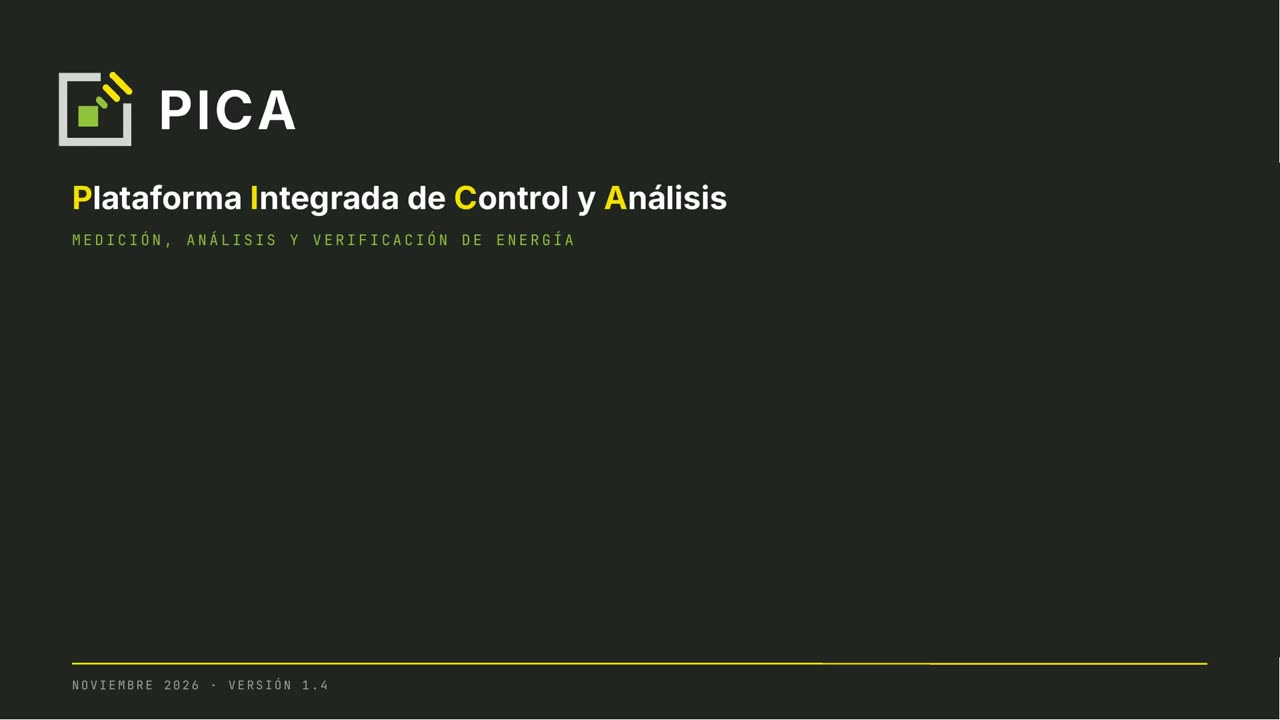 PICA
Plataforma Integrada de Control y Análisis
MEDICIÓN, ANÁLISIS Y VERIFICACIÓN DE ENERGÍA
NOVIEMBRE 2026 · VERSIÓN 1.4